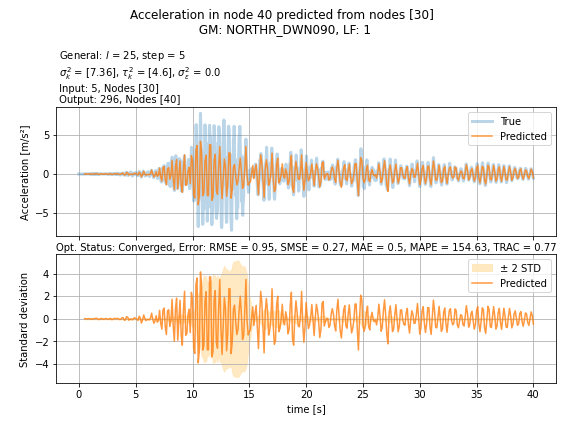 Acceleration in node 40 predicted from nodes [30]
GM: NORTHR_DWN090, LF: 1
General: l = 25, step = 5
σ²ₖ = [7.36], τ²ₖ = [4.6], σ²ε = 0.0
Input: 5, Nodes [30]
Output: 296, Nodes [40]
Acceleration [m/s²]
5
0
−5
True
Predicted
Opt. Status: Converged, Error: RMSE = 0.95, SMSE = 0.27, MAE = 0.5, MAPE = 154.63, TRAC = 0.77
Standard deviation
4
2
0
−2
−4
± 2 STD
Predicted
0 5 10 15 20 25 30 35 40
time [s]